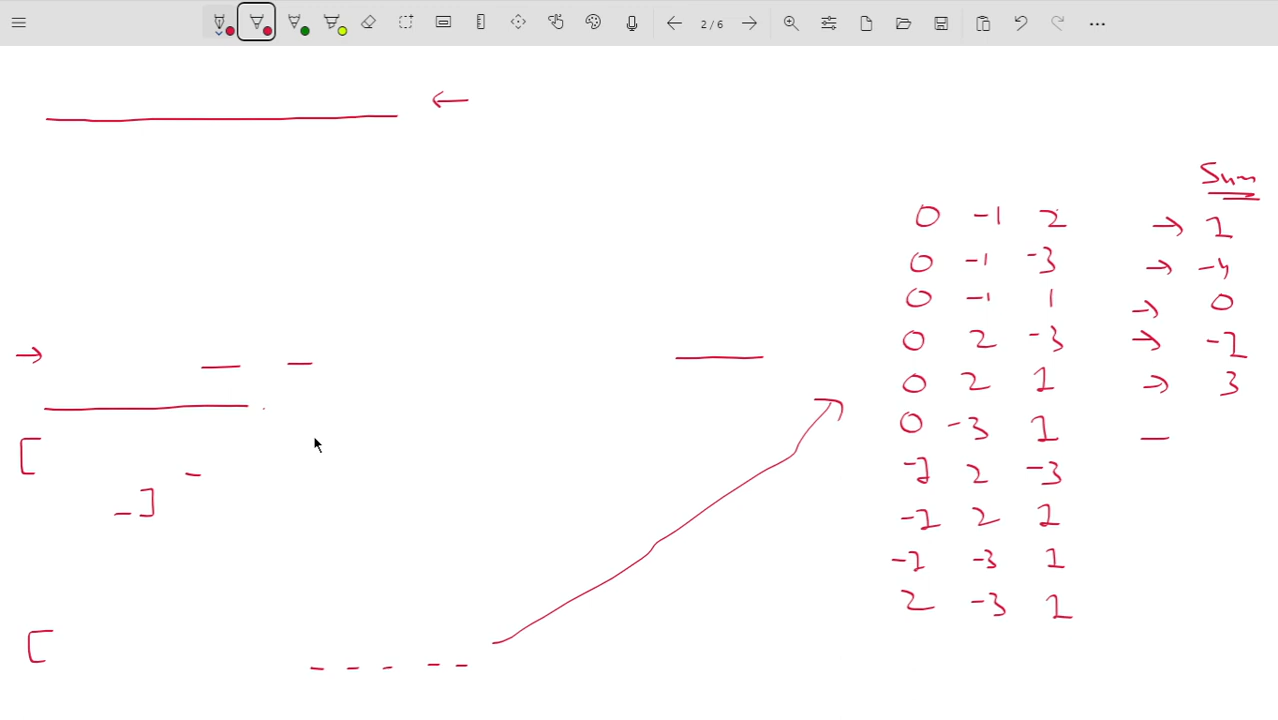 2 / 6
Sum
0 -1 2 → 1
0 -1 -3 → -4
0 -1 1 → 0
0 2 -3 → -1
0 2 1 → 3
0 -3 1 —
-1 2 -3
-1 2 1
-1 -3 1
2 -3 1
[
- ]
[